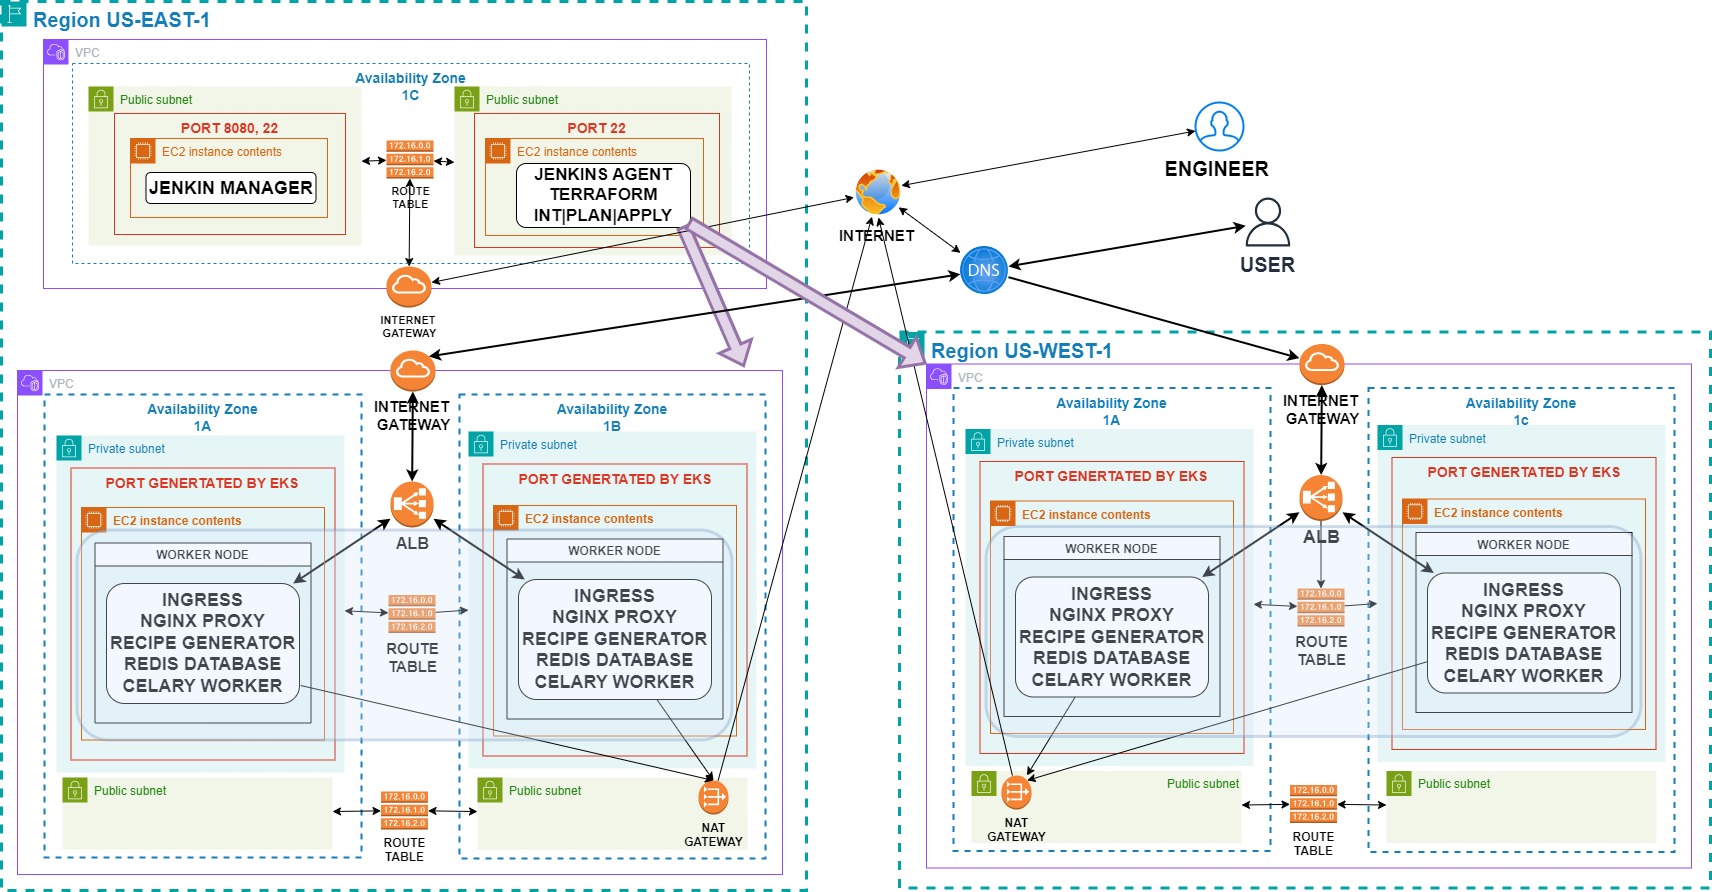 Region US-EAST-1
VPC
Availability Zone
1C
Public subnet
PORT 8080, 22
EC2 instance contents
JENKIN MANAGER
172.16.0.0
172.16.1.0
172.16.2.0
ROUTE
TABLE
Public subnet
PORT 22
EC2 instance contents
JENKINS AGENT
TERRAFORM
INT|PLAN|APPLY
INTERNET
GATEWAY
INTERNET
ENGINEER
DNS
USER
VPC
INTERNET
GATEWAY
Availability Zone
1A
Private subnet
PORT GENERTATED BY EKS
EC2 instance contents
WORKER NODE
INGRESS
NGINX PROXY
RECIPE GENERATOR
REDIS DATABASE
CELARY WORKER
ALB
172.16.0.0
172.16.1.0
172.16.2.0
ROUTE
TABLE
Availability Zone
1B
Private subnet
PORT GENERTATED BY EKS
EC2 instance contents
WORKER NODE
INGRESS
NGINX PROXY
RECIPE GENERATOR
REDIS DATABASE
CELARY WORKER
Public subnet
172.16.0.0
172.16.1.0
172.16.2.0
ROUTE
TABLE
Public subnet
NAT
GATEWAY
Region US-WEST-1
VPC
INTERNET
GATEWAY
Availability Zone
1A
Private subnet
PORT GENERTATED BY EKS
EC2 instance contents
WORKER NODE
INGRESS
NGINX PROXY
RECIPE GENERATOR
REDIS DATABASE
CELARY WORKER
ALB
172.16.0.0
172.16.1.0
172.16.2.0
ROUTE
TABLE
Availability Zone
1c
Private subnet
PORT GENERTATED BY EKS
EC2 instance contents
WORKER NODE
INGRESS
NGINX PROXY
RECIPE GENERATOR
REDIS DATABASE
CELARY WORKER
Public subnet
NAT
GATEWAY
172.16.0.0
172.16.1.0
172.16.2.0
ROUTE
TABLE
Public subnet